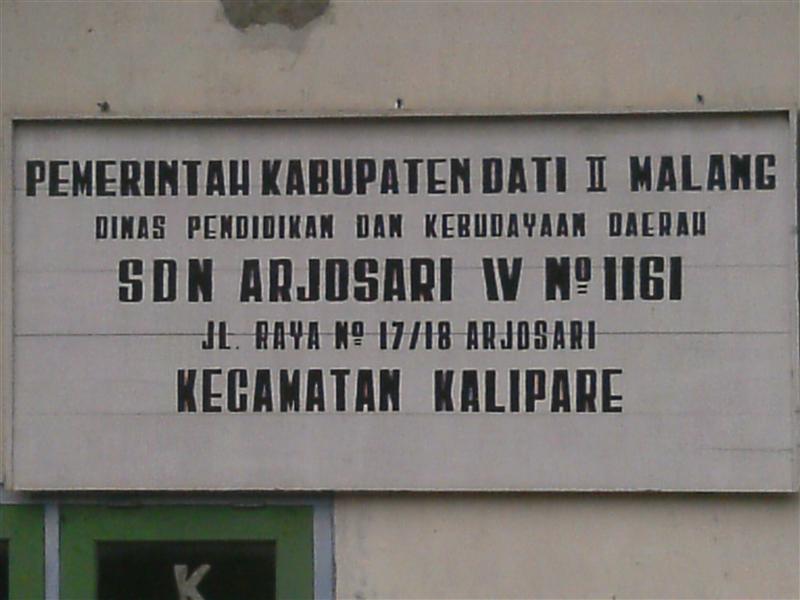 PEMERINTAH KABUPATEN DATI II MALANG
DINAS PENDIDIKAN DAN KEBUDAYAAN DAERAH
SDN ARJOSARI IV Nº 1161
JL. RAYA Nº 17/18 ARJOSARI
KECAMATAN KALIPARE
K